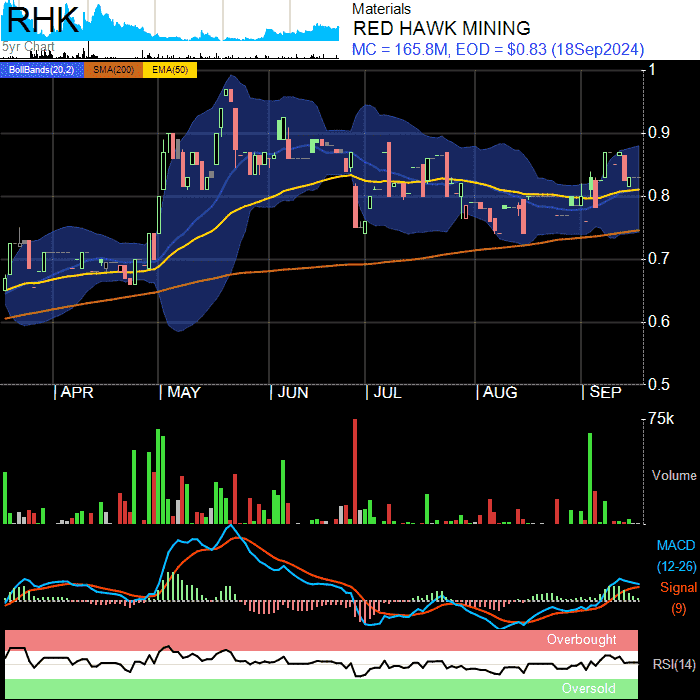 RHK
5yr Chart
Materials
RED HAWK MINING
MC = 165.8M, EOD = $0.83 (18Sep2024)
BollBands(20,2) SMA(200) EMA(50)
1
0.9
0.8
0.7
0.6
0.5
APR MAY JUN JUL AUG SEP
75k
Volume
MACD
(12-26)
Signal
(9)
Overbought
RSI(14)
Oversold